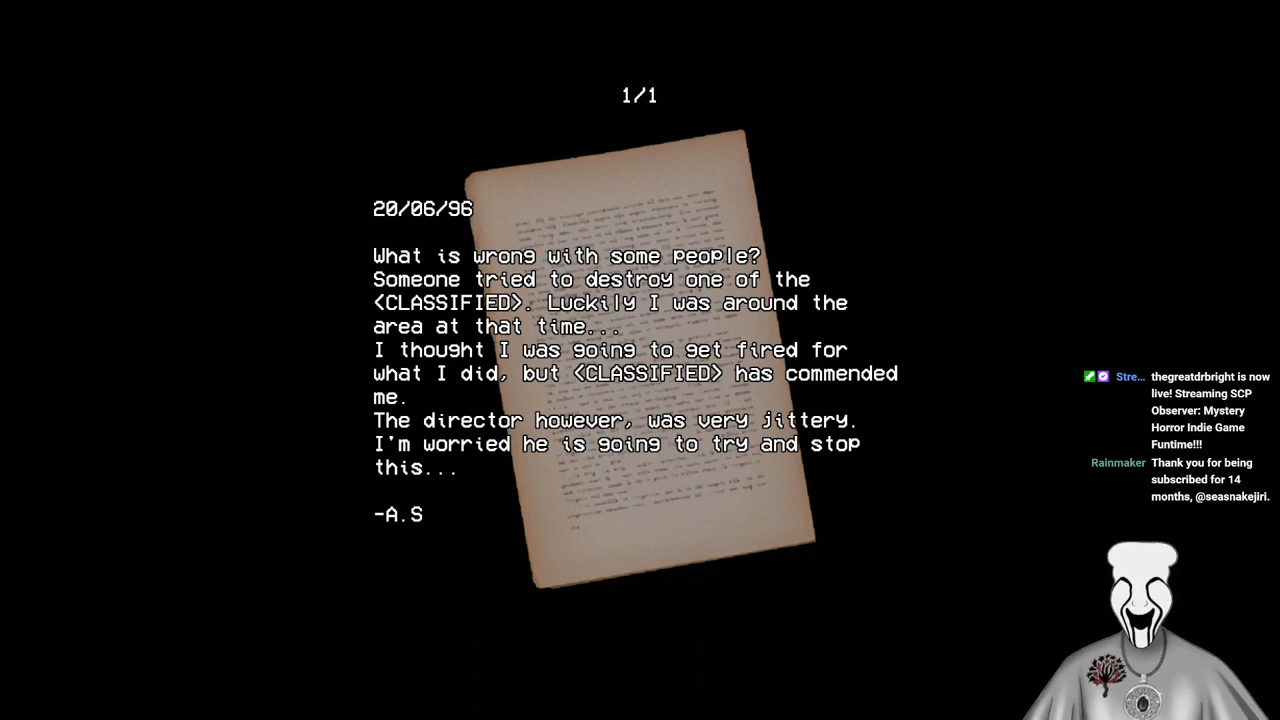 1/1
20/06/96
What is wrong with some people?
Someone tried to destroy one of the
<CLASSIFIED>. Luckily I was around the
area at that time...
I thought I was going to get fired for
what I did, but <CLASSIFIED> has commended
me.
The director however, was very jittery.
I'm worried he is going to try and stop
this...
-A.S
Stre... thegreatdrbright is now
live! Streaming SCP
Observer: Mystery
Horror Indie Game
Funtime!!!
Rainmaker Thank you for being
subscribed for 14
months, @seasnakejiri.